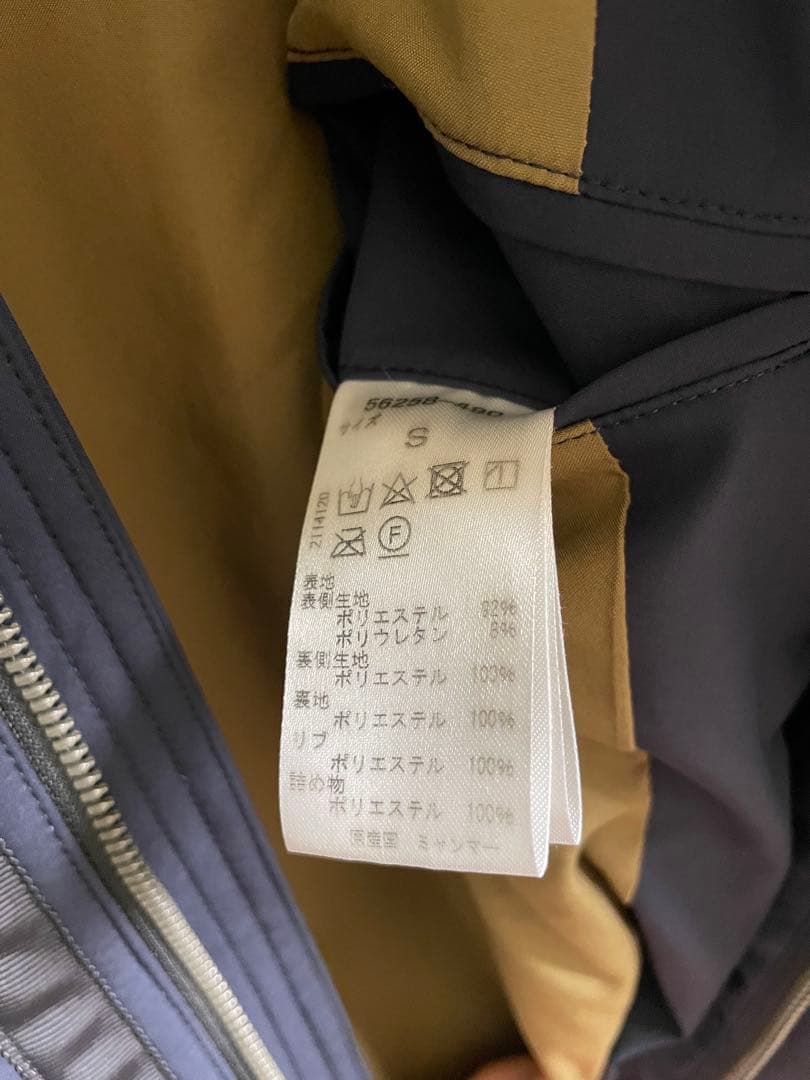 56258-490
サイズ
S
2114120
F
表地
表側生地
ポリエステル 92%
ポリウレタン 8%
裏側生地
ポリエステル 100%
裏地
ポリエステル 100%
リブ
ポリエステル 100%
詰め物
ポリエステル 100%
原産国 ミャンマー